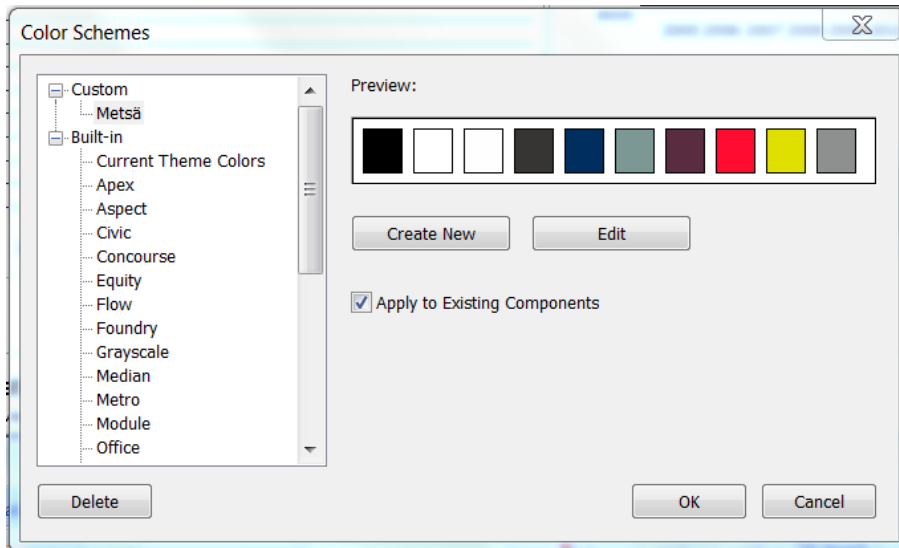 Color Schemes
Custom
Metsä
Built-in
Current Theme Colors
Apex
Aspect
Civic
Concourse
Equity
Flow
Foundry
Grayscale
Median
Metro
Module
Office
Preview:
Create New
Edit
Apply to Existing Components
Delete
OK
Cancel